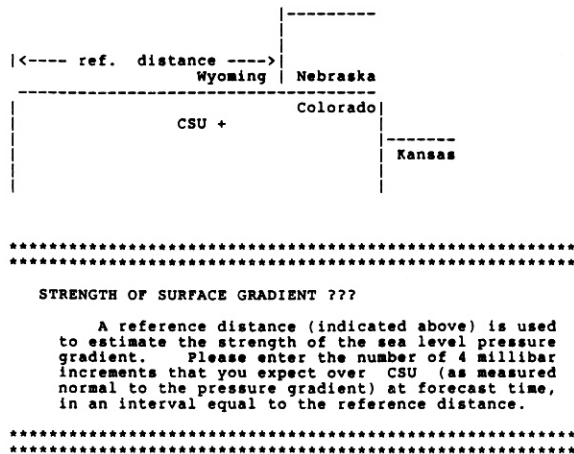 |<---- ref. distance ---->|
Wyoming | Nebraska
Colorado
CSU +
Kansas
************************************************************
************************************************************
STRENGTH OF SURFACE GRADIENT ???
A reference distance (indicated above) is used
to estimate the strength of the sea level pressure
gradient. Please enter the number of 4 millibar
increments that you expect over CSU (as measured
normal to the pressure gradient) at forecast time,
in an interval equal to the reference distance.
************************************************************
************************************************************